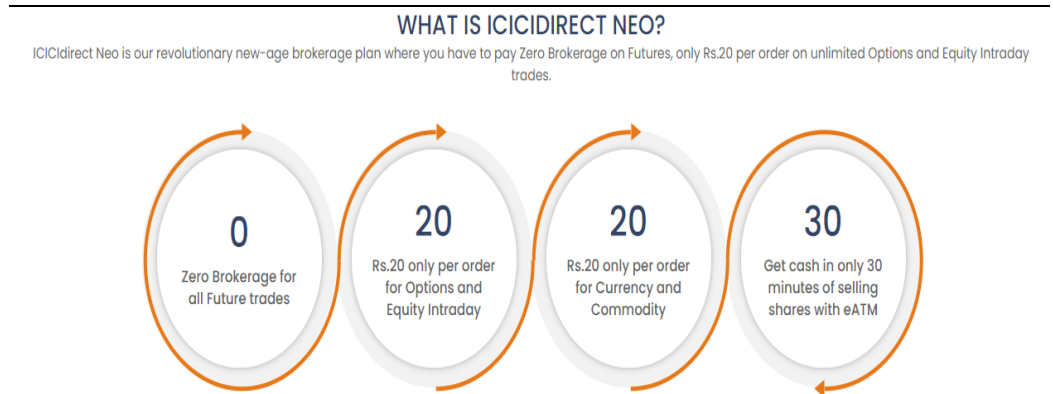 WHAT IS ICICIDIRECT NEO?
ICICIdirect Neo is our revolutionary new-age brokerage plan where you have to pay Zero Brokerage on Futures, only Rs.20 per order on unlimited Options and Equity Intraday
trades.
0
Zero Brokerage for
all Future trades
20
Rs.20 only per order
for Options and
Equity Intraday
20
Rs.20 only per order
for Currency and
Commodity
30
Get cash in only 30
minutes of selling
shares with eATM